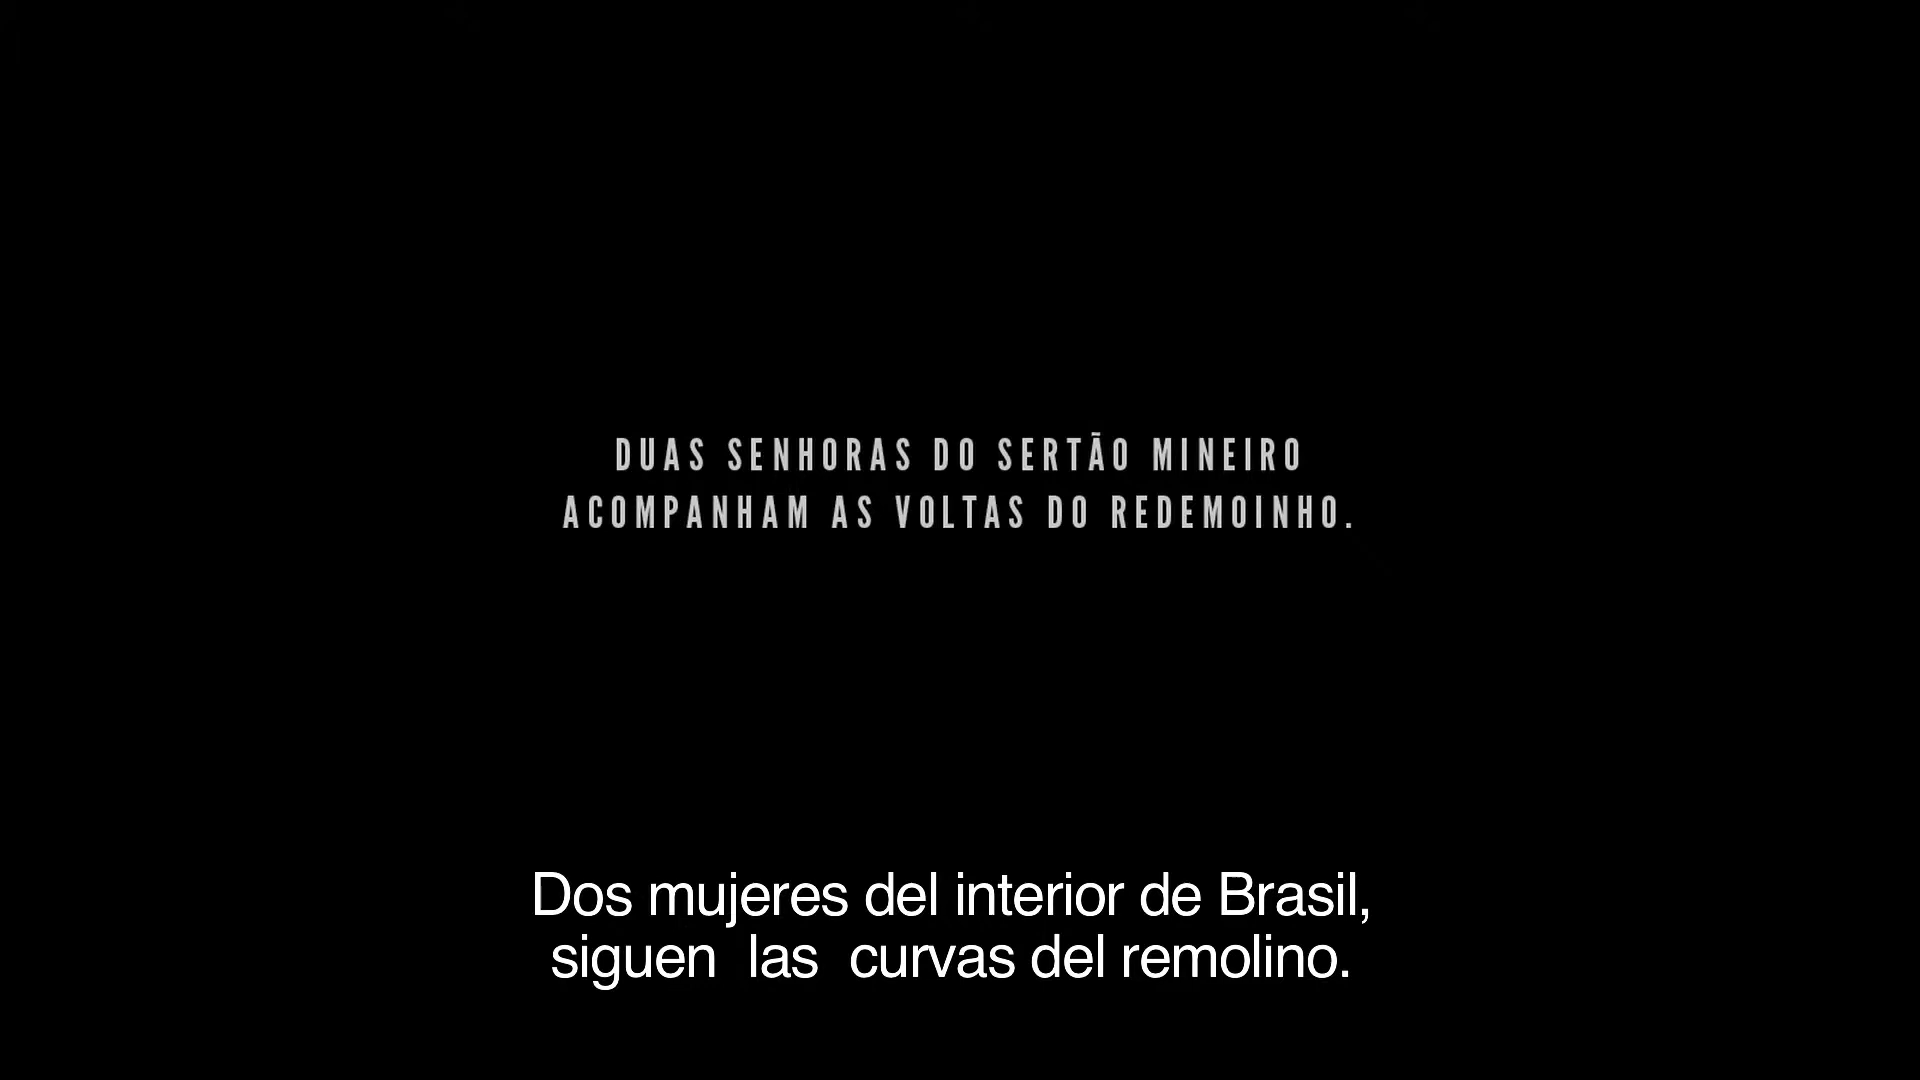 DUAS SENHORAS DO SERTÃO MINEIRO
ACOMPANHAM AS VOLTAS DO REDEMOINHO.
Dos mujeres del interior de Brasil,
siguen las curvas del remolino.